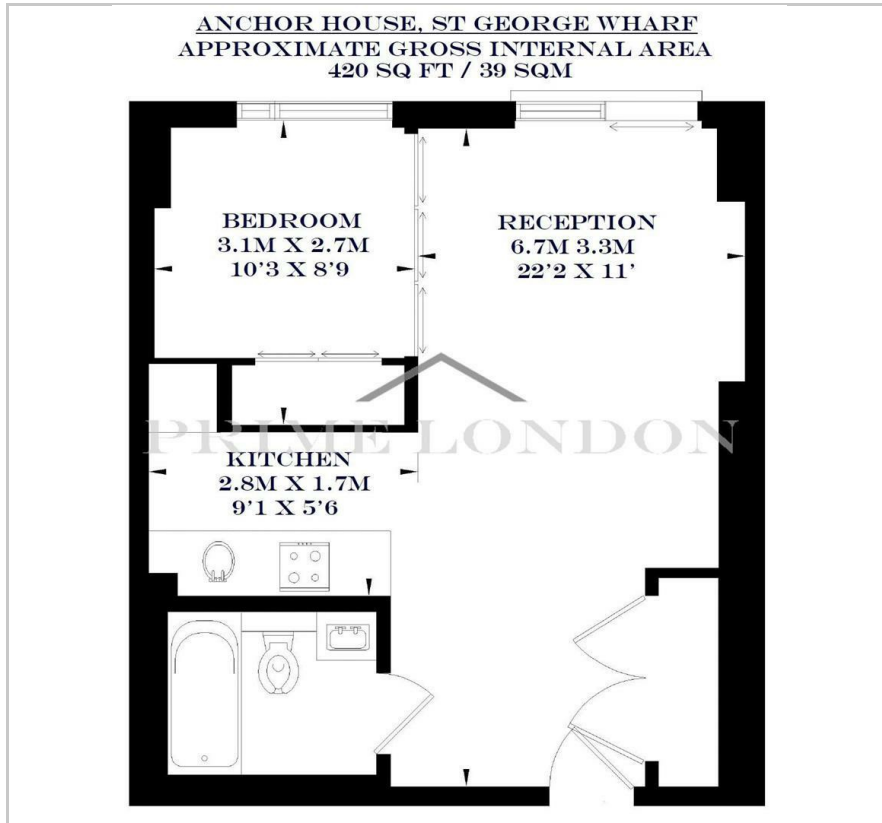 ANCHOR HOUSE, ST GEORGE WHARF
APPROXIMATE GROSS INTERNAL AREA
420 SQ FT / 39 SQM
BEDROOM
3.1M X 2.7M
10'3 X 8'9
RECEPTION
6.7M 3.3M
22'2 X 11'
PRIME LONDON
KITCHEN
2.8M X 1.7M
9'1 X 5'6